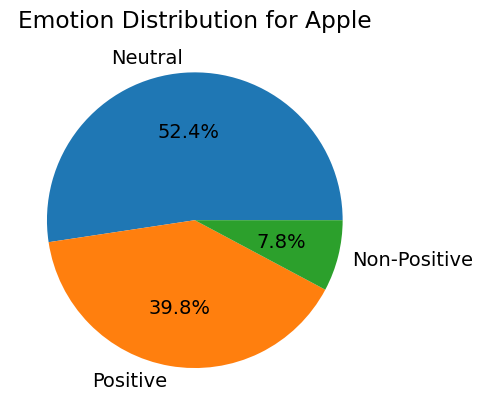 Emotion Distribution for Apple
Neutral
52.4%
7.8%
Non-Positive
39.8%
Positive